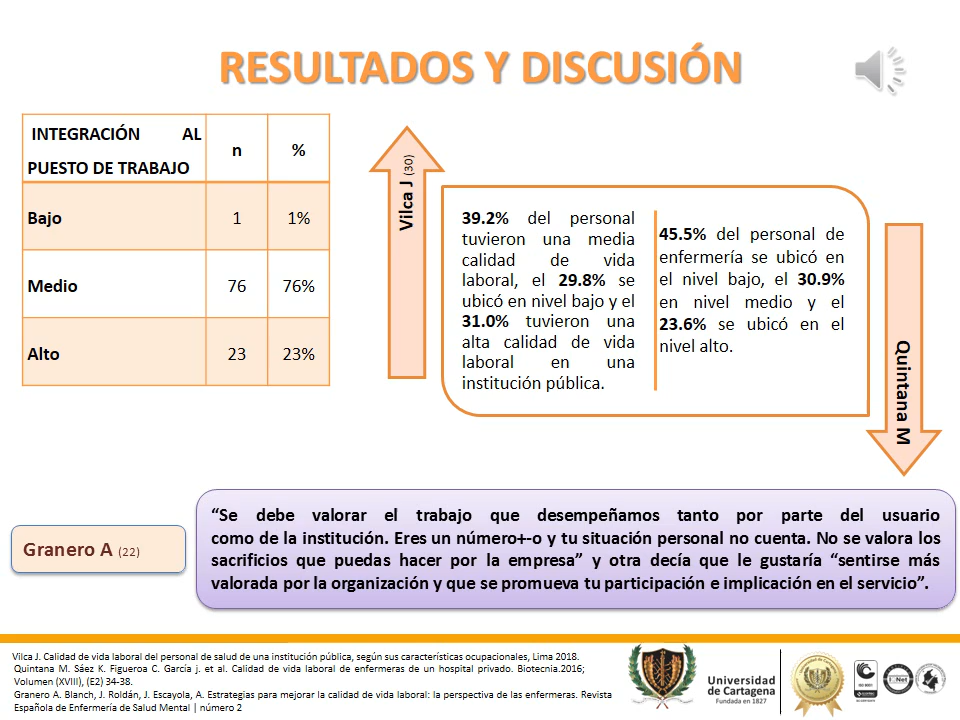 RESULTADOS Y DISCUSIÓN
INTEGRACIÓN AL
PUESTO DE TRABAJO
n
%
Bajo
1
1%
Medio
76
76%
Alto
23
23%
Vilca J (30)
39.2% del personal
tuvieron una media
calidad de vida
laboral, el 29.8% se
ubicó en nivel bajo y el
31.0% tuvieron una
alta calidad de vida
laboral en una
institución pública.
45.5% del personal de
enfermería se ubicó en
el nivel bajo, el 30.9%
en nivel medio y el
23.6% se ubicó en el
nivel alto.
Quintana M
Granero A (22)
“Se debe valorar el trabajo que desempeñamos tanto por parte del usuario
como de la institución. Eres un número+-o y tu situación personal no cuenta. No se valora los
sacrificios que puedas hacer por la empresa” y otra decía que le gustaría “sentirse más
valorada por la organización y que se promueva tu participación e implicación en el servicio”.
Vilca J. Calidad de vida laboral del personal de salud de una institución pública, según sus características ocupacionales, Lima 2018.
Quintana M. Sáez K. Figueroa C. García j. et al. Calidad de vida laboral de enfermeras de un hospital privado. Biotecnia.2016;
Volumen (XVIII), (E2) 34-38.
Granero A. Blanch, J. Roldán, J. Escayola, A. Estrategias para mejorar la calidad de vida laboral: la perspectiva de las enfermeras. Revista
Española de Enfermería de Salud Mental | número 2
Universidad
de Cartagena
Fundada en 1827